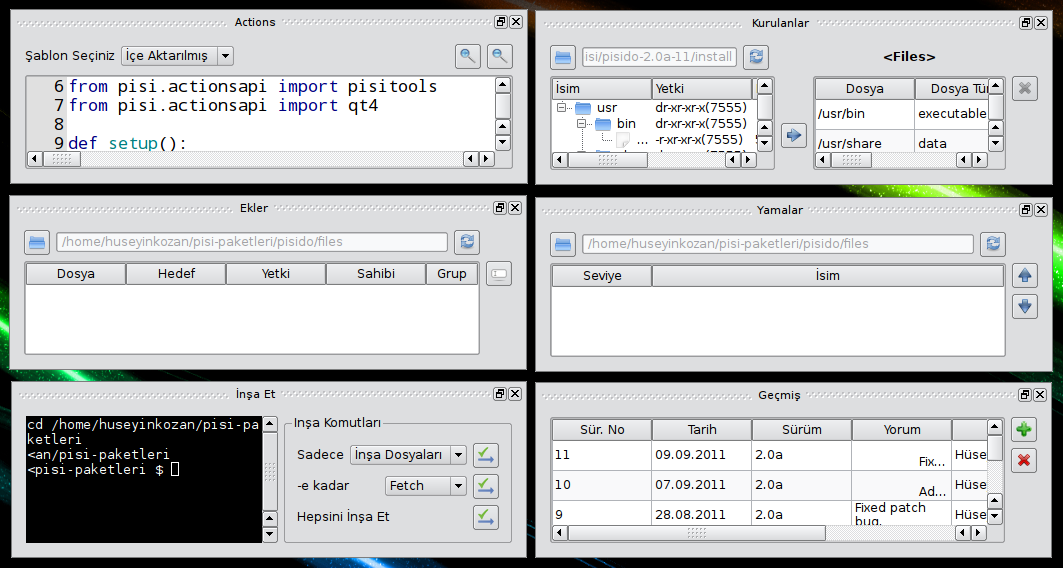 Actions
Şablon Seçiniz İçe Aktarılmış
6 from pisi.actionsapi import pisitools
7 from pisi.actionsapi import qt4
8
9 def setup():
Kurulanlar
isi/pisido-2.0a-11/install
<Files>
İsim Yetki
usr dr-xr-xr-x(7555)
bin dr-xr-xr-x(7555)
... -r-xr-xr-x(7555)
Dosya Dosya Tür
/usr/bin executable
/usr/share data
Ekler
/home/huseyinkozan/pisi-paketleri/pisido/files
Dosya Hedef Yetki Sahibi Grup
Yamalar
/home/huseyinkozan/pisi-paketleri/pisido/files
Seviye İsim
İnşa Et
cd /home/huseyinkozan/pisi-pa
ketleri
<an/pisi-paketleri
<pisi-paketleri $
İnşa Komutları
Sadece İnşa Dosyaları
-e kadar Fetch
Hepsini İnşa Et
Geçmiş
Sür. No Tarih Sürüm Yorum
11 09.09.2011 2.0a Fix... Hüse
10 07.09.2011 2.0a Ad... Hüse
9 28.08.2011 2.0a Fixed patch bug. Hüse